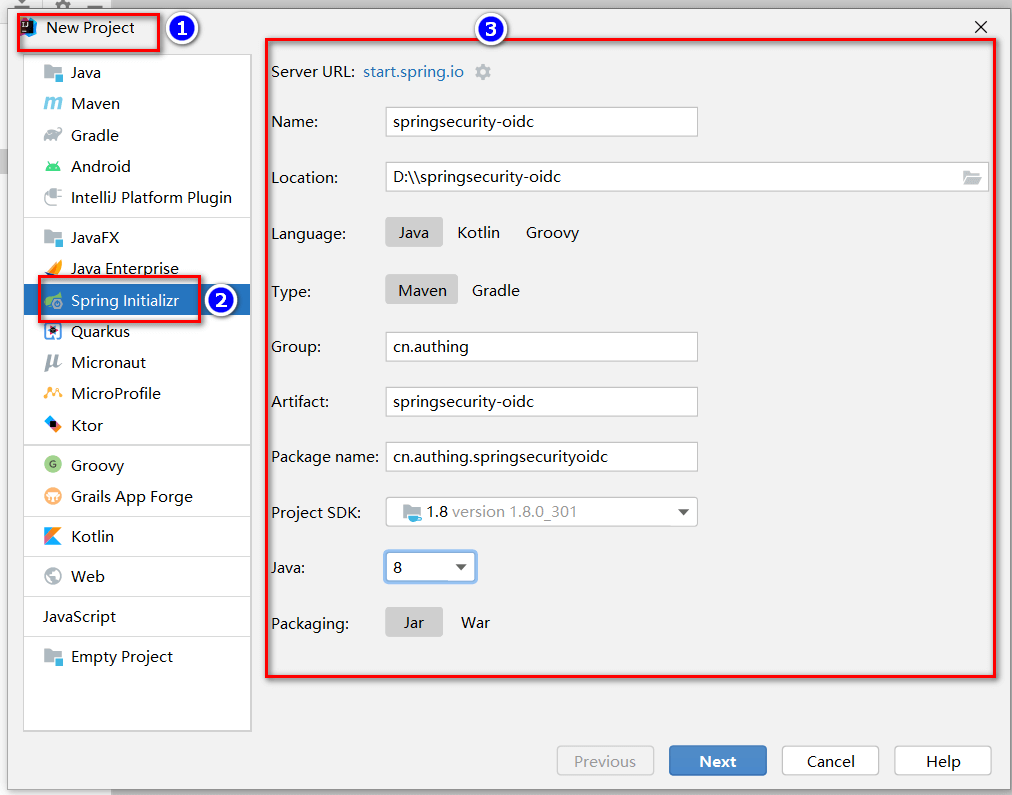 New Project
1
3
Java
Maven
Gradle
Android
IntelliJ Platform Plugin
JavaFX
Java Enterprise
Spring Initializr
2
Quarkus
Micronaut
MicroProfile
Ktor
Groovy
Grails App Forge
Kotlin
Web
JavaScript
Empty Project
Server URL: start.spring.io
Name: springsecurity-oidc
Location: D:\\springsecurity-oidc
Language: Java Kotlin Groovy
Type: Maven Gradle
Group: cn.authing
Artifact: springsecurity-oidc
Package name: cn.authing.springsecurityoidc
Project SDK: 1.8 version 1.8.0_301
Java: 8
Packaging: Jar War
Previous Next Cancel Help